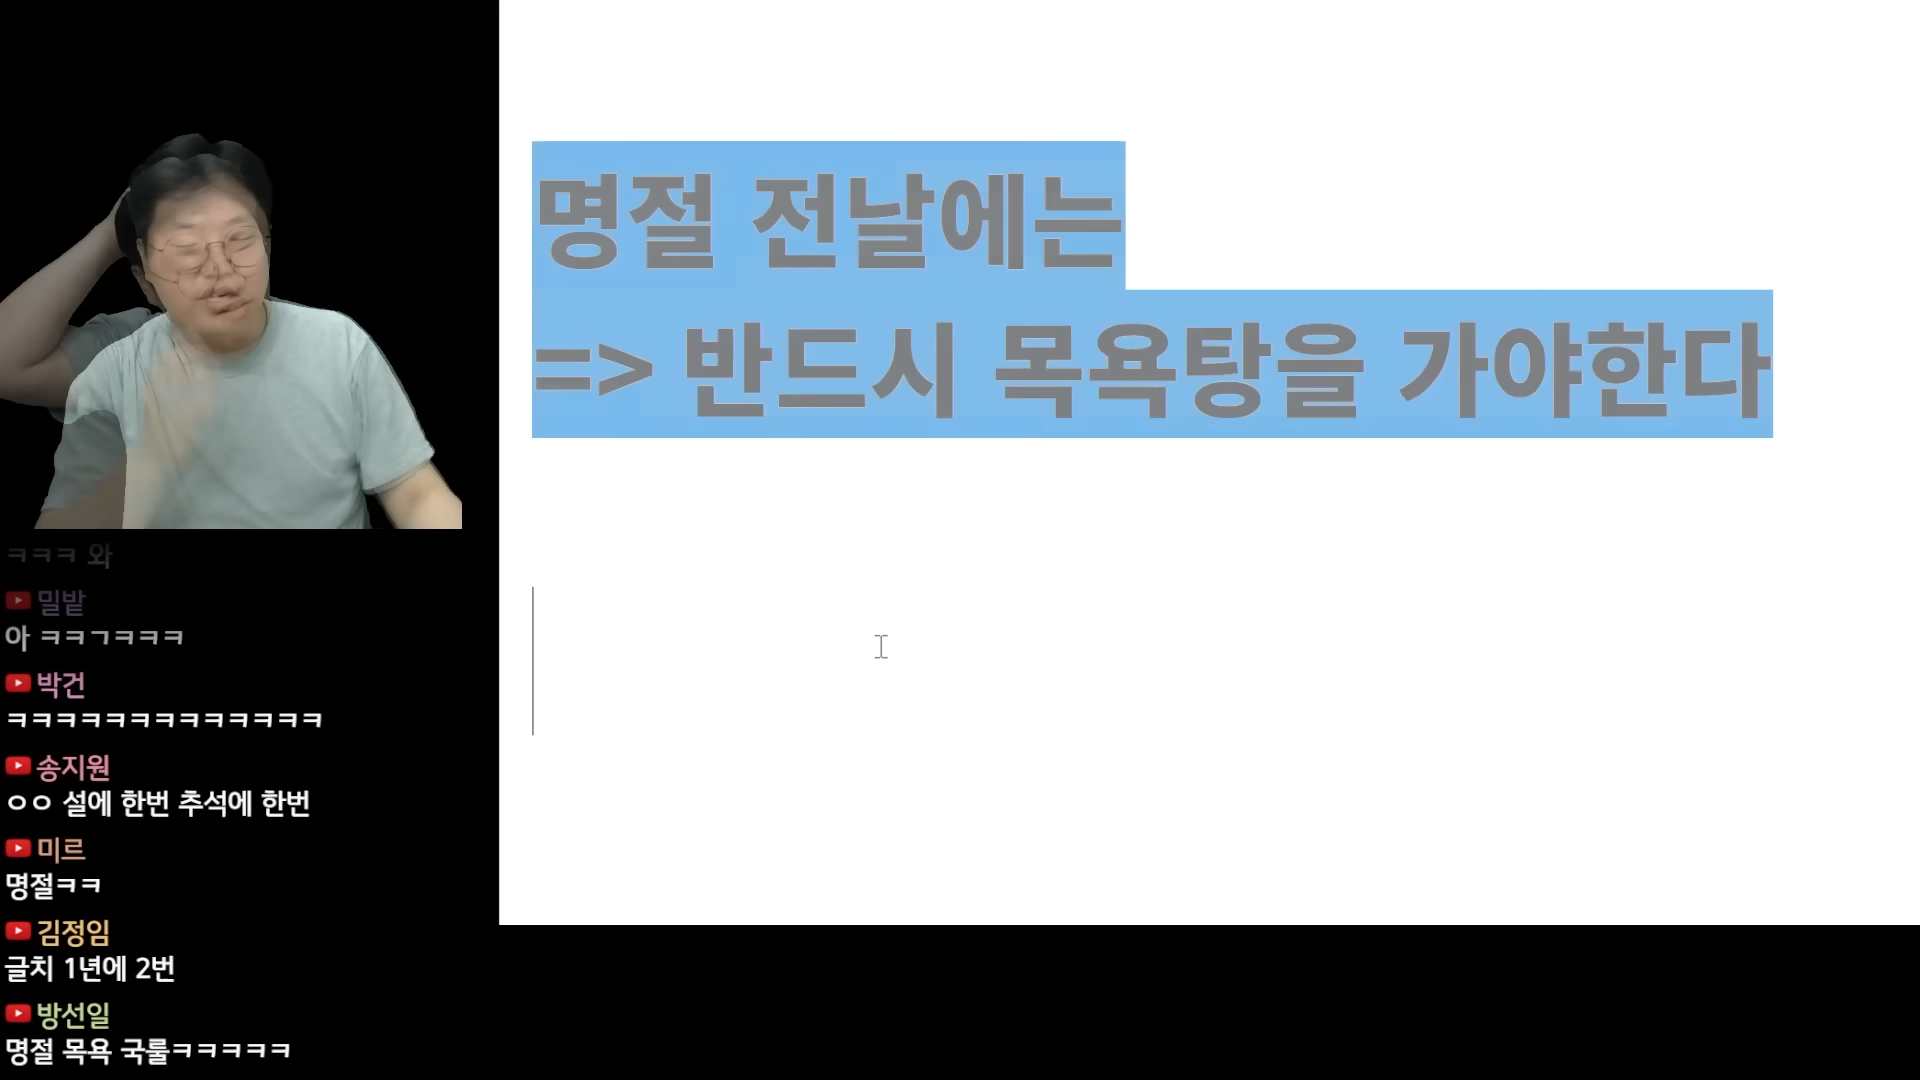 명절 전날에는
=> 반드시 목욕탕을 가야한다
ㅋㅋㅋ 와
밀밭
아 ㅋㅋㄱㅋㅋㅋ
박건
ㅋㅋㅋㅋㅋㅋㅋㅋㅋㅋㅋㅋㅋ
송지원
ㅇㅇ 설에 한번 추석에 한번
미르
명절ㅋㅋ
김정임
글치 1년에 2번
방선일
명절 목욕 국룰ㅋㅋㅋㅋㅋ